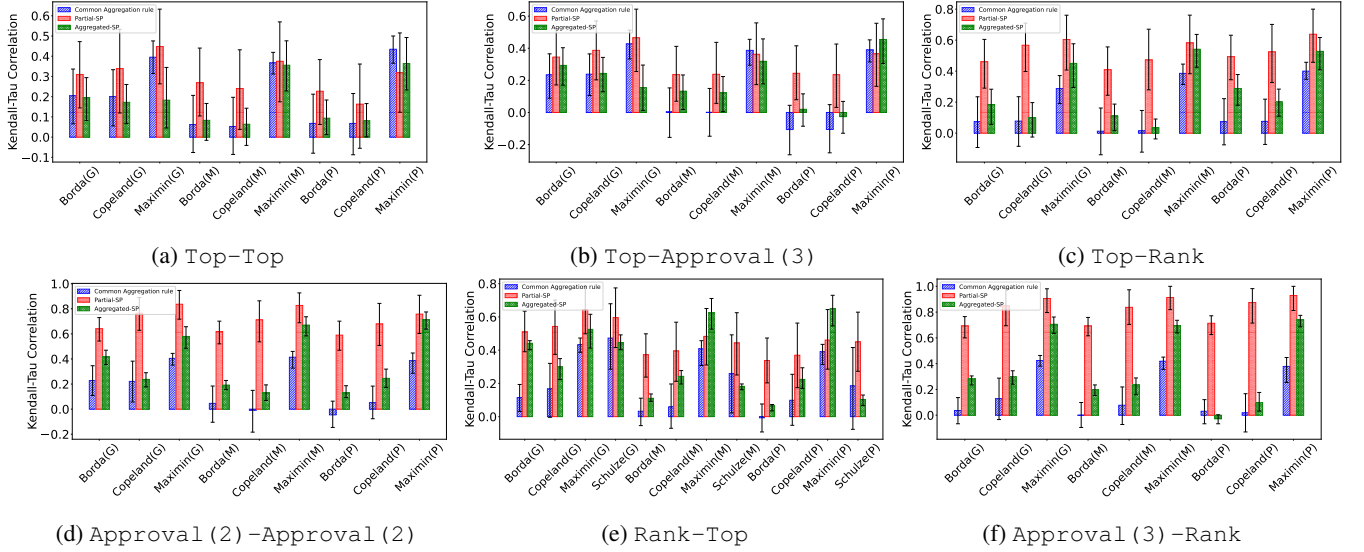 Kendall-Tau Correlation
0.6
0.5
0.4
0.3
0.2
0.1
0.0
−0.1
Common Aggregation rule
Partial-SP
Aggregated-SP
Borda(G)
Copeland(G)
Maximin(G)
Borda(M)
Copeland(M)
Maximin(M)
Borda(P)
Copeland(P)
Maximin(P)
(a) Top-Top
Kendall-Tau Correlation
0.6
0.4
0.2
0.0
−0.2
Common Aggregation rule
Partial-SP
Aggregated-SP
Borda(G)
Copeland(G)
Maximin(G)
Borda(M)
Copeland(M)
Maximin(M)
Borda(P)
Copeland(P)
Maximin(P)
(b) Top-Approval(3)
Kendall-Tau Correlation
0.8
0.6
0.4
0.2
0.0
Common Aggregation rule
Partial-SP
Aggregated-SP
Borda(G)
Copeland(G)
Maximin(G)
Borda(M)
Copeland(M)
Maximin(M)
Borda(P)
Copeland(P)
Maximin(P)
(c) Top-Rank
Kendall-Tau Correlation
1.0
0.8
0.6
0.4
0.2
0.0
−0.2
Common Aggregation rule
Partial-SP
Aggregated-SP
Borda(G)
Copeland(G)
Maximin(G)
Borda(M)
Copeland(M)
Maximin(M)
Borda(P)
Copeland(P)
Maximin(P)
(d) Approval(2)-Approval(2)
Kendall-Tau Correlation
0.8
0.6
0.4
0.2
0.0
Common Aggregation rule
Partial-SP
Aggregated-SP
Borda(G)
Copeland(G)
Maximin(G)
Schulze(G)
Borda(M)
Copeland(M)
Maximin(M)
Schulze(M)
Borda(P)
Copeland(P)
Maximin(P)
Schulze(P)
(e) Rank-Top
Kendall-Tau Correlation
1.0
0.8
0.6
0.4
0.2
0.0
Common Aggregation rule
Partial-SP
Aggregated-SP
Borda(G)
Copeland(G)
Maximin(G)
Borda(M)
Copeland(M)
Maximin(M)
Borda(P)
Copeland(P)
Maximin(P)
(f) Approval(3)-Rank